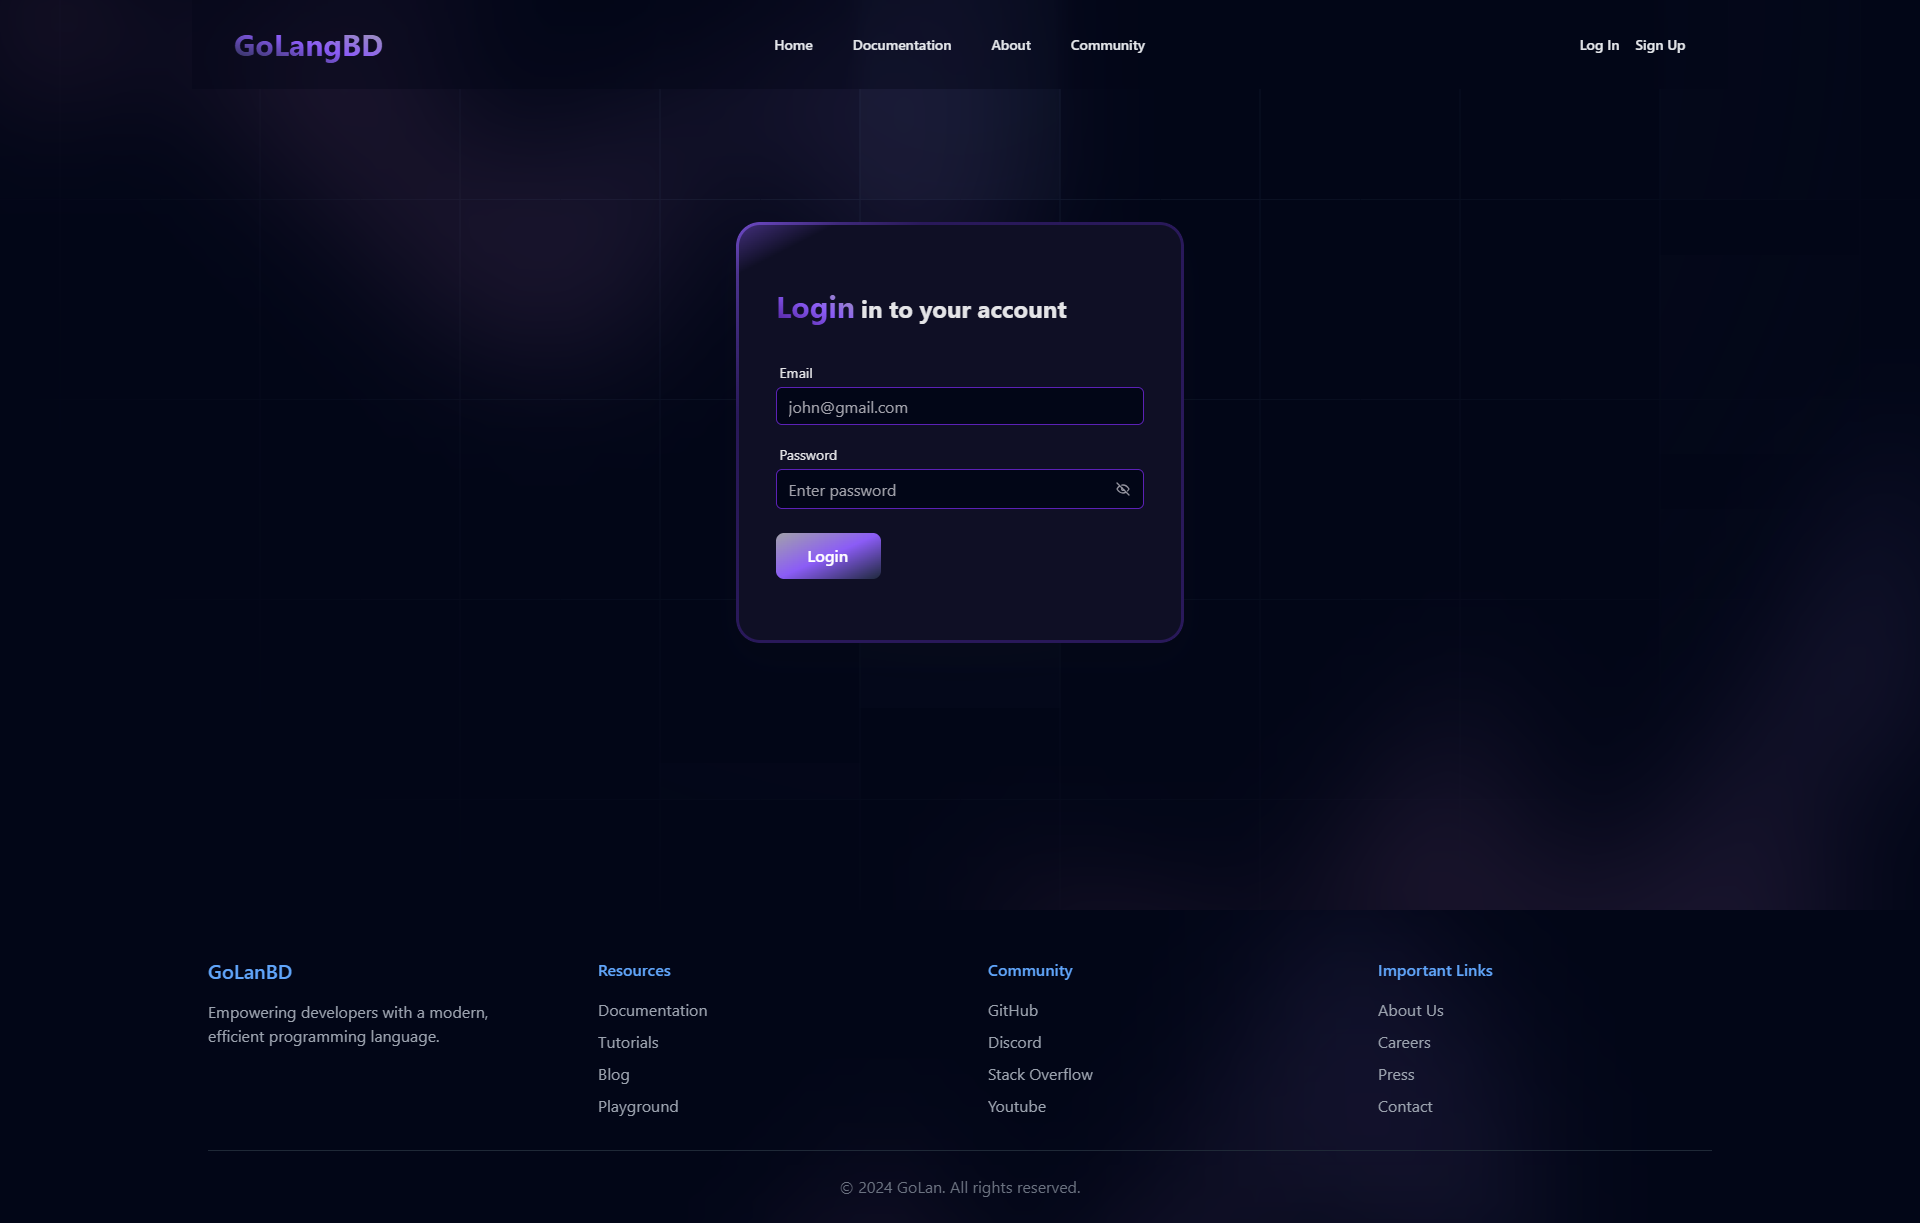 GoLangBD
Home Documentation About Community
Log In Sign Up
Login in to your account
Email
john@gmail.com
Password
Enter password
Login
GoLanBD
Empowering developers with a modern,
efficient programming language.
Resources
Documentation
Tutorials
Blog
Playground
Community
GitHub
Discord
Stack Overflow
Youtube
Important Links
About Us
Careers
Press
Contact
© 2024 GoLan. All rights reserved.